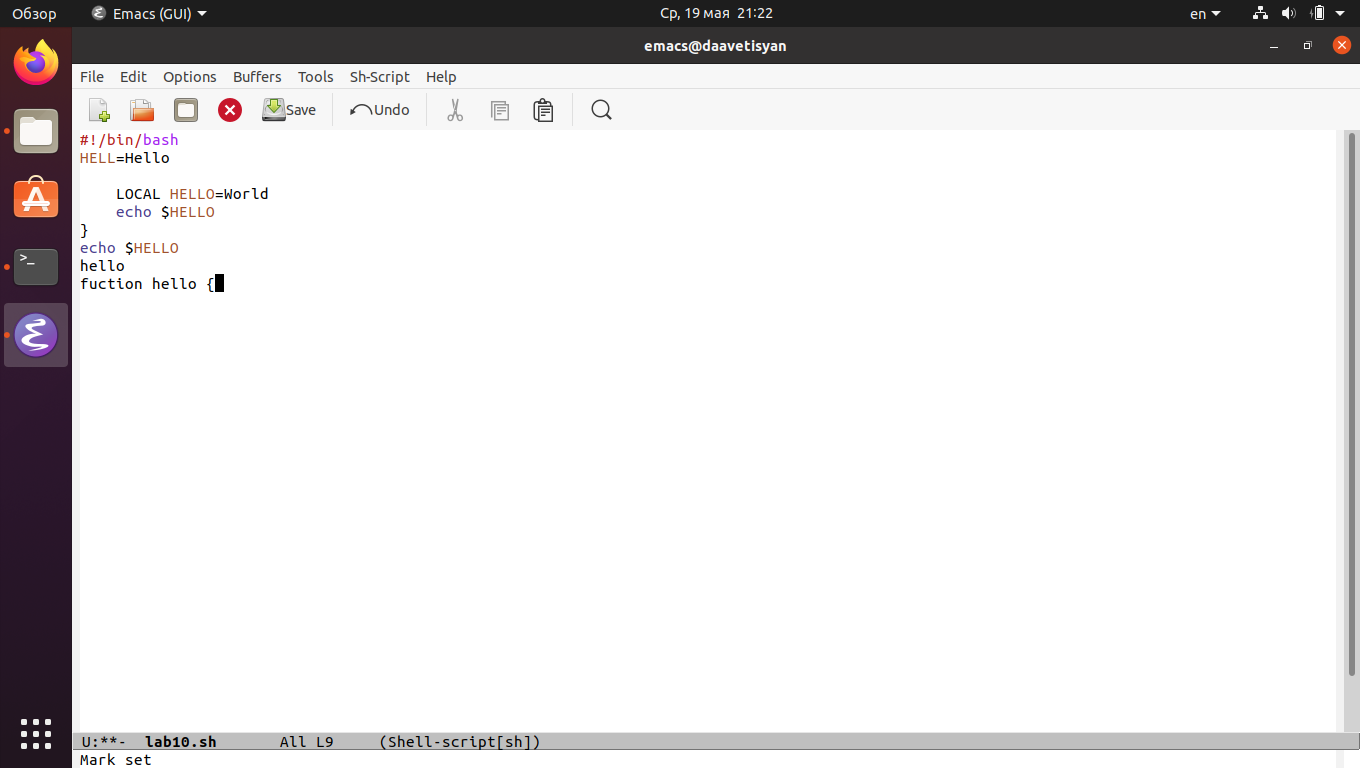 Обзор Emacs (GUI) Ср, 19 мая 21:22 en
emacs@daavetisyan
File Edit Options Buffers Tools Sh-Script Help
Save Undo
#!/bin/bash
HELL=Hello
LOCAL HELLO=World
echo $HELLO
}
echo $HELLO
hello
fuction hello {
U:**- lab10.sh All L9 (Shell-script[sh])
Mark set